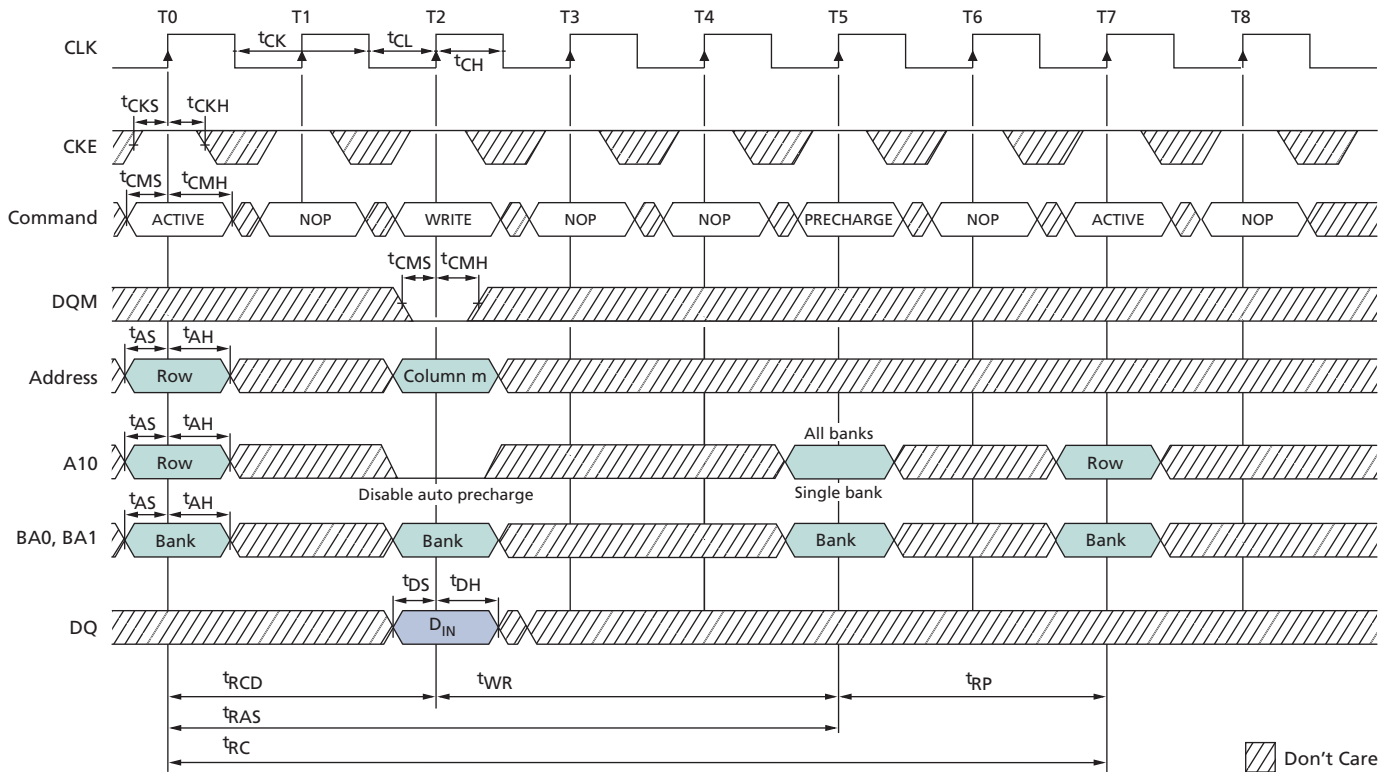 T0 T1 T2 T3 T4 T5 T6 T7 T8
CLK
tCK tCL
tCH
tCKS tCKH
CKE
tCMS tCMH
Command ACTIVE NOP WRITE NOP NOP PRECHARGE NOP ACTIVE NOP
tCMS tCMH
DQM
tAS tAH
Address Row Column m
tAS tAH
All banks
A10 Row Row
Disable auto precharge Single bank
tAS tAH
BA0, BA1 Bank Bank Bank Bank
tDS tDH
DQ DIN
tRCD tWR tRP
tRAS
tRC
Don't Care